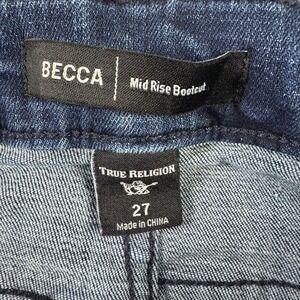 BECCA
Mid Rise Bootcut
TRUE RELIGION
27
Made in CHINA